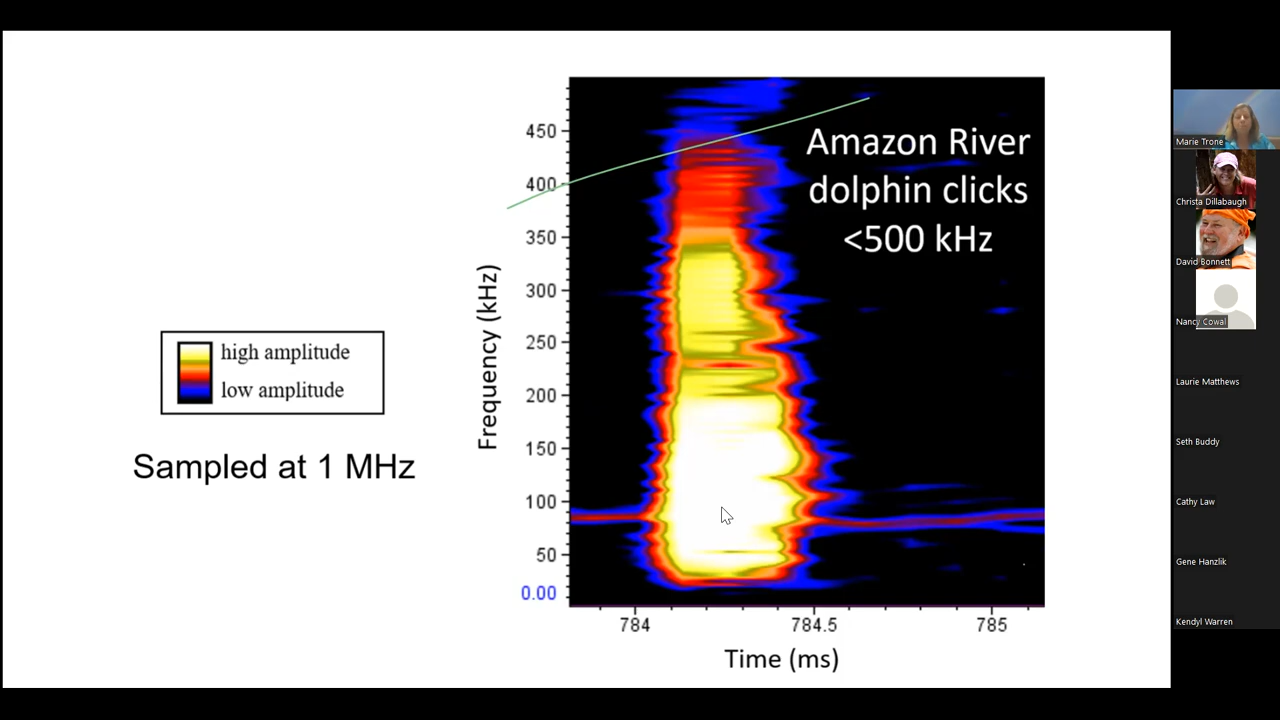 Amazon River
dolphin clicks
<500 kHz
high amplitude
low amplitude
Sampled at 1 MHz
Frequency (kHz)
450
400
350
300
250
200
150
100
50
0.00
784
784.5
785
Time (ms)
Marie Trone
Christa Dillabaugh
David Bonnett
Nancy Cowal
Laurie Matthews
Seth Buddy
Cathy Law
Gene Hanzlik
Kendyl Warren